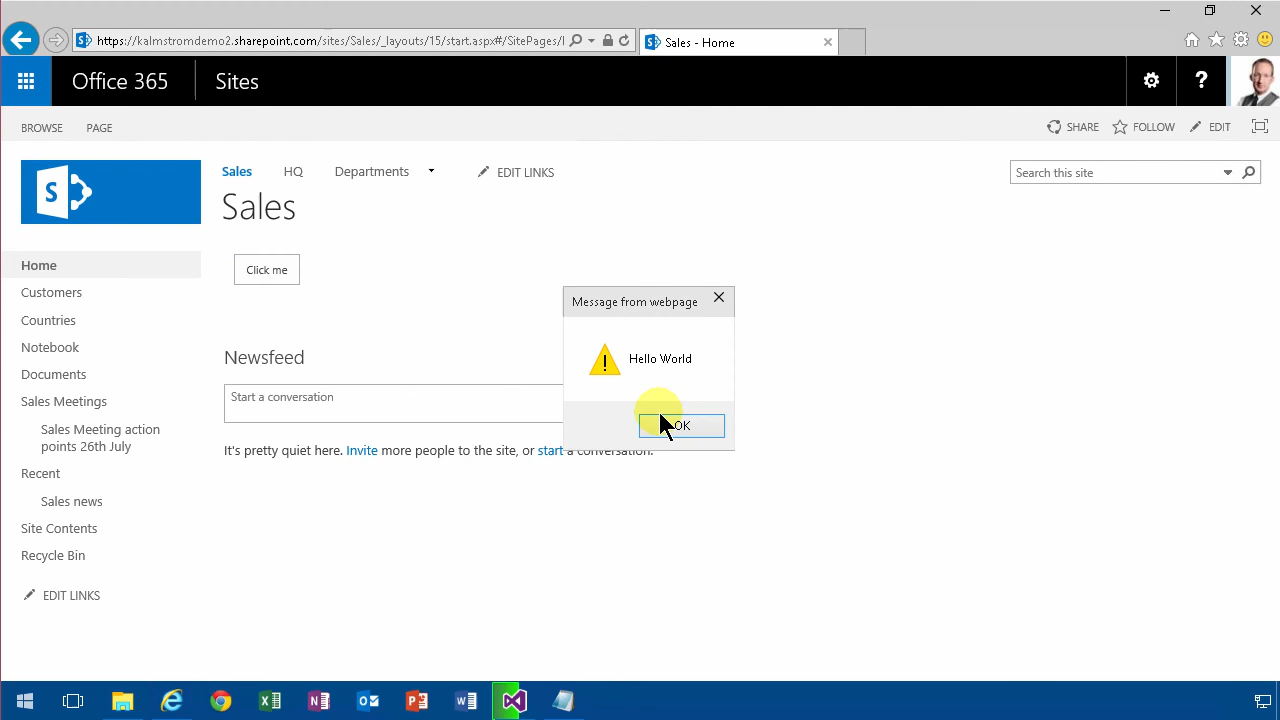 https://kalmstromdemo2.sharepoint.com/sites/Sales/_layouts/15/start.aspx#/SitePages/
Sales - Home
Office 365
Sites
?
BROWSE
PAGE
SHARE
FOLLOW
EDIT
S
Sales
HQ
Departments
EDIT LINKS
Search this site
Sales
Home
Customers
Countries
Notebook
Documents
Sales Meetings
Sales Meeting action
points 26th July
Recent
Sales news
Site Contents
Recycle Bin
EDIT LINKS
Click me
Newsfeed
Start a conversation
It's pretty quiet here. Invite more people to the site, or start a conversation.
Message from webpage
Hello World
OK